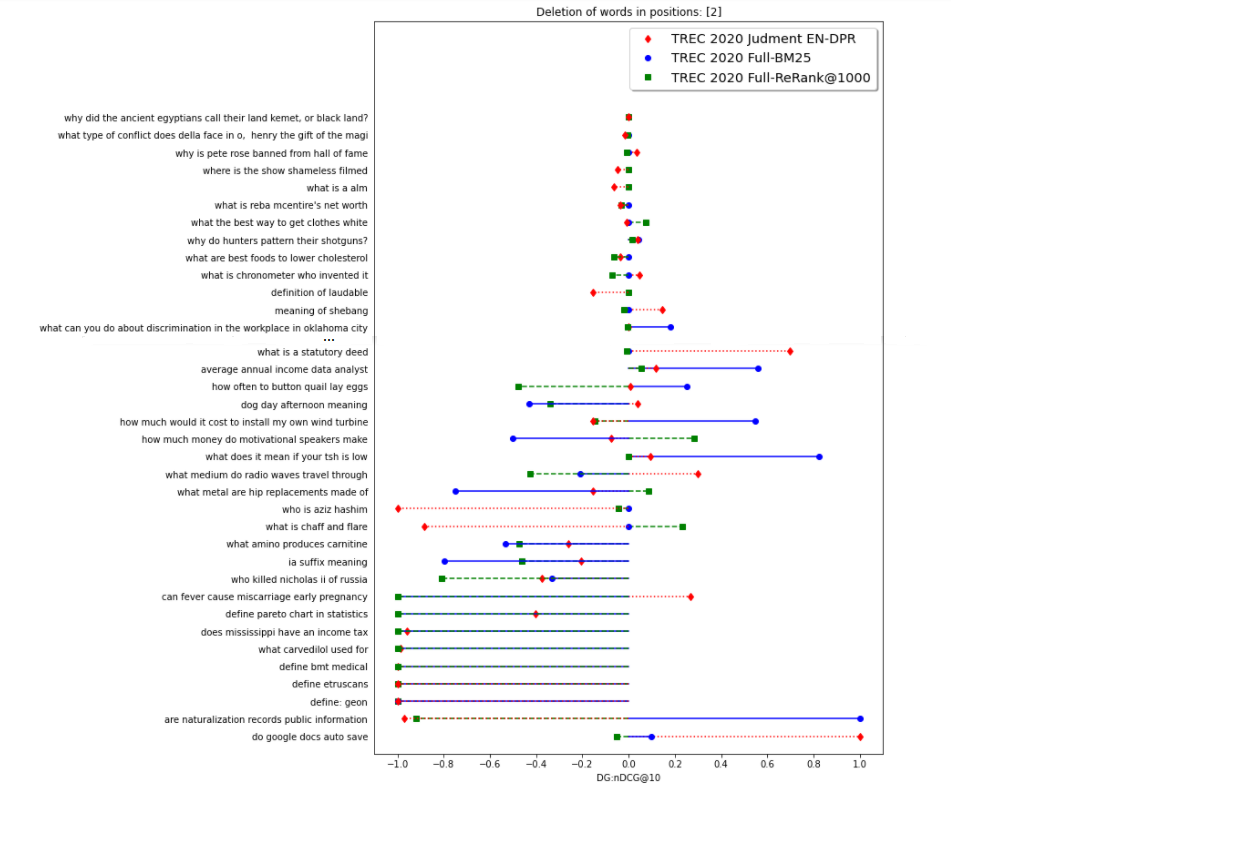 Deletion of words in positions: [2]
TREC 2020 Judment EN-DPR
TREC 2020 Full-BM25
TREC 2020 Full-ReRank@1000
why did the ancient egyptians call their land kemet, or black land?
what type of conflict does della face in o,  henry the gift of the magi
why is pete rose banned from hall of fame
where is the show shameless filmed
what is a alm
what is reba mcentire's net worth
what the best way to get clothes white
why do hunters pattern their shotguns?
what are best foods to lower cholesterol
what is chronometer who invented it
definition of laudable
meaning of shebang
what can you do about discrimination in the workplace in oklahoma city
...
what is a statutory deed
average annual income data analyst
how often to button quail lay eggs
dog day afternoon meaning
how much would it cost to install my own wind turbine
how much money do motivational speakers make
what does it mean if your tsh is low
what medium do radio waves travel through
what metal are hip replacements made of
who is aziz hashim
what is chaff and flare
what amino produces carnitine
ia suffix meaning
who killed nicholas ii of russia
can fever cause miscarriage early pregnancy
define pareto chart in statistics
does mississippi have an income tax
what carvedilol used for
define bmt medical
define etruscans
define: geon
are naturalization records public information
do google docs auto save
−1.0 −0.8 −0.6 −0.4 −0.2 0.0 0.2 0.4 0.6 0.8 1.0
DG:nDCG@10